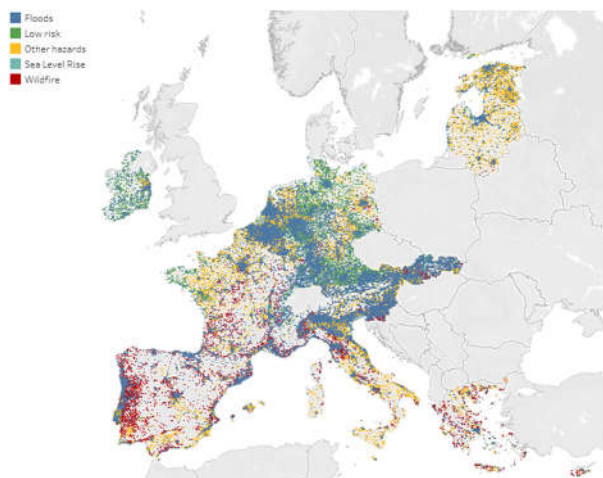 Floods
Low risk
Other hazards
Sea Level Rise
Wildfire